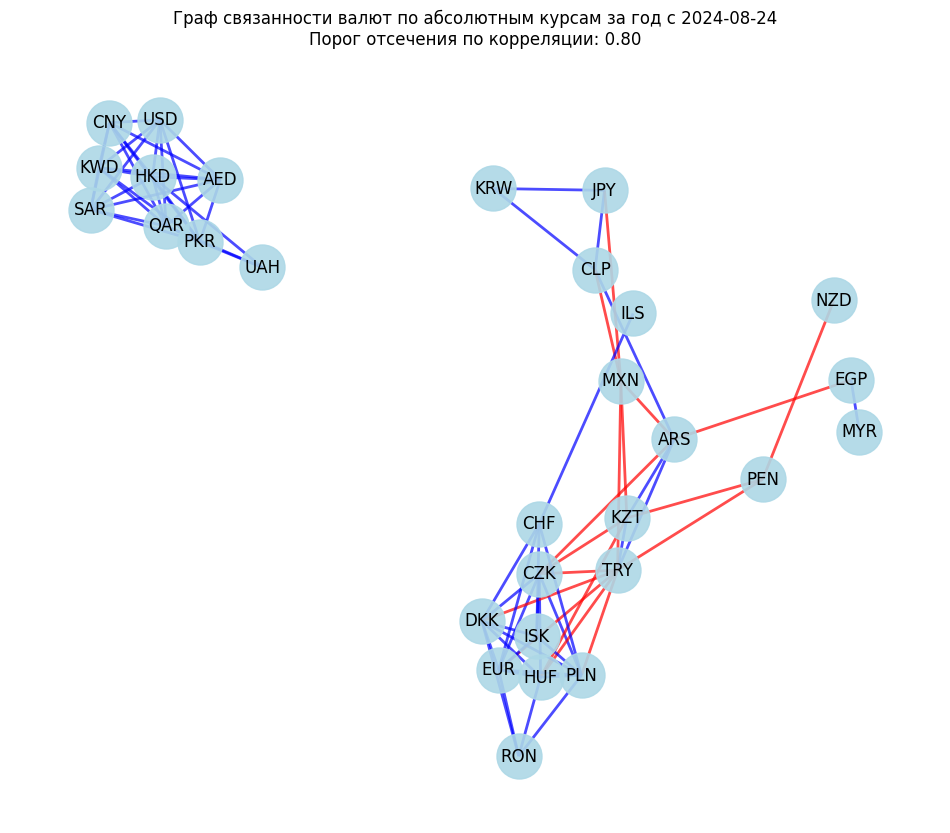 Граф связанности валют по абсолютным курсам за год с 2024-08-24
Порог отсечения по корреляции: 0.80
CNY
USD
KWD
HKD
AED
SAR
QAR
PKR
UAH
KRW
JPY
CLP
ILS
NZD
MXN
EGP
ARS
MYR
PEN
CHF
KZT
CZK
TRY
DKK
ISK
EUR
HUF
PLN
RON